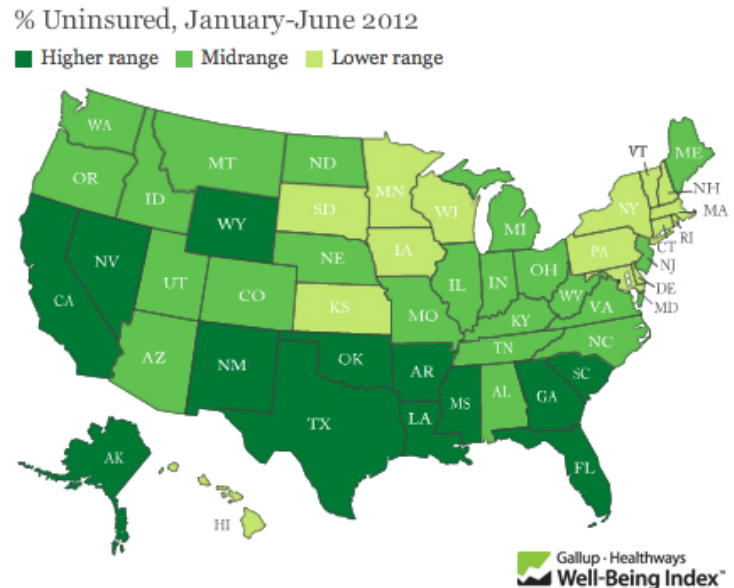 % Uninsured, January-June 2012
Higher range Midrange Lower range
WA
MT
ND
MN
VT
ME
OR
ID
WY
SD
WI
MI
NY
NH
MA
RI
CT
NV
UT
CO
NE
IA
IL
IN
OH
PA
NJ
DE
MD
CA
KS
MO
KY
WV
VA
AZ
NM
OK
AR
TN
NC
TX
LA
MS
AL
GA
SC
FL
AK
HI
Gallup · Healthways
Well-Being Index™